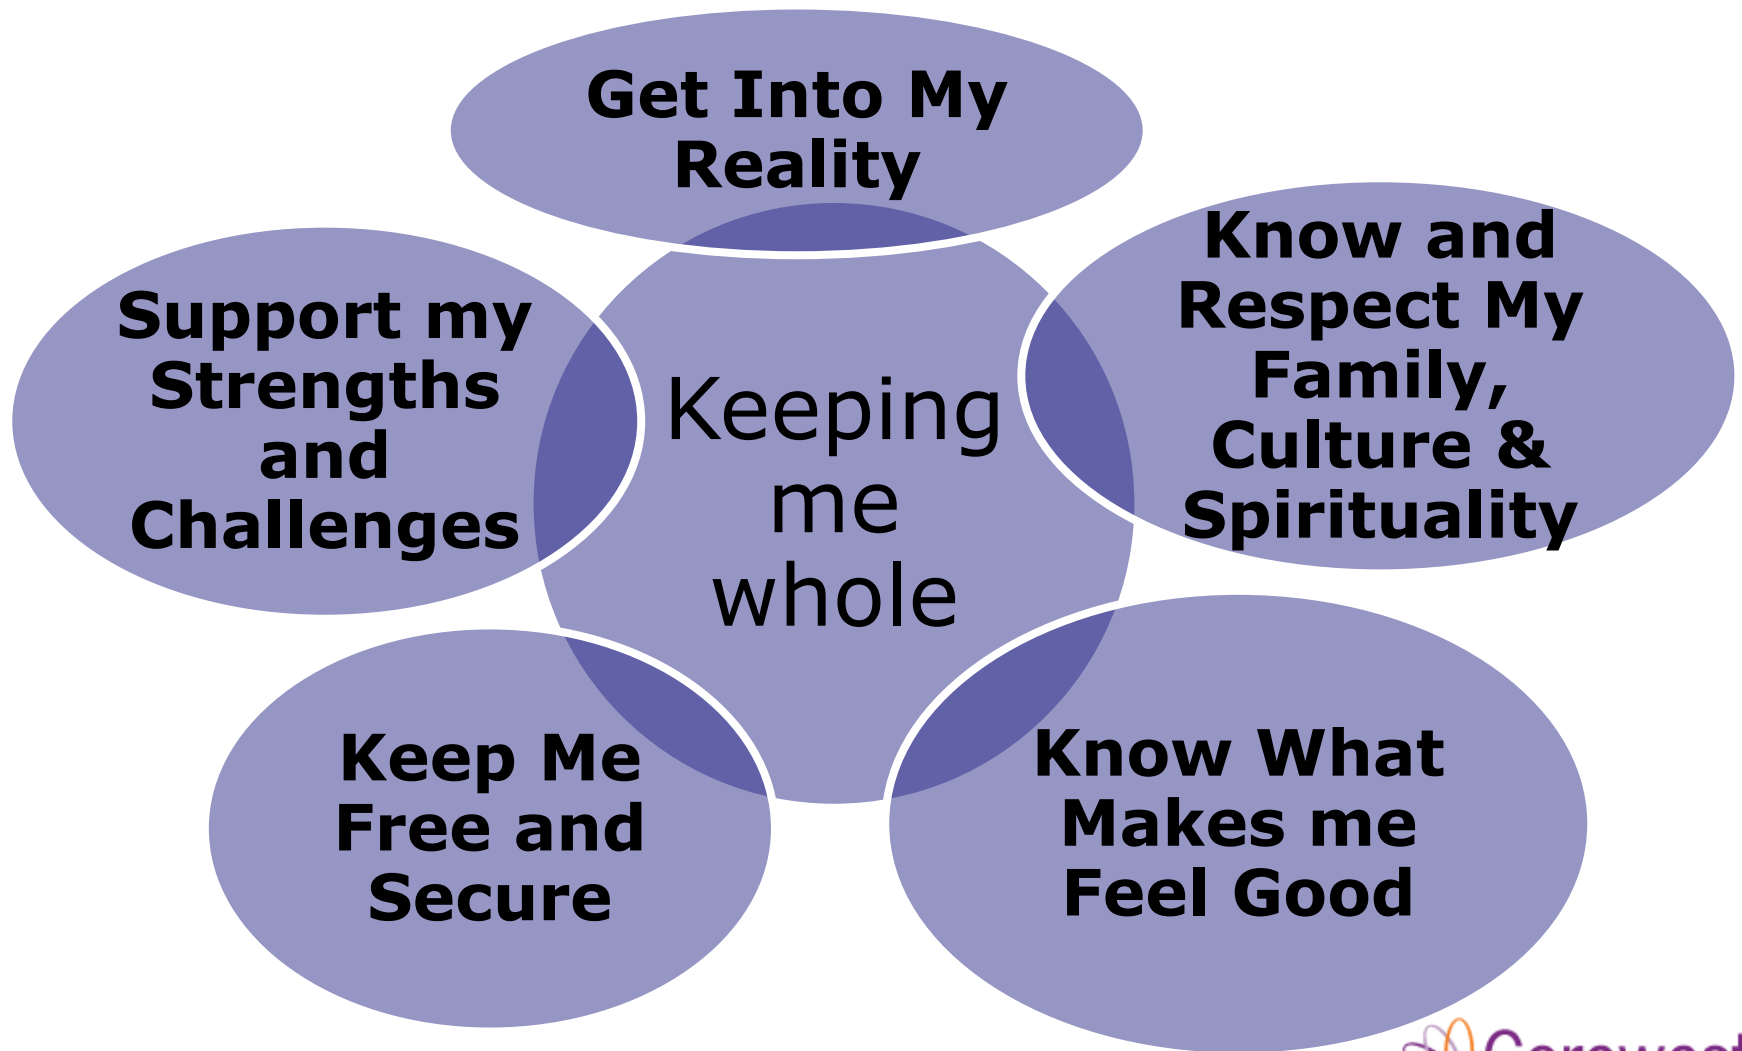 Get Into My
Reality
Know and
Respect My
Family,
Culture &
Spirituality
Support my
Strengths
and
Challenges
Keeping
me
whole
Keep Me
Free and
Secure
Know What
Makes me
Feel Good